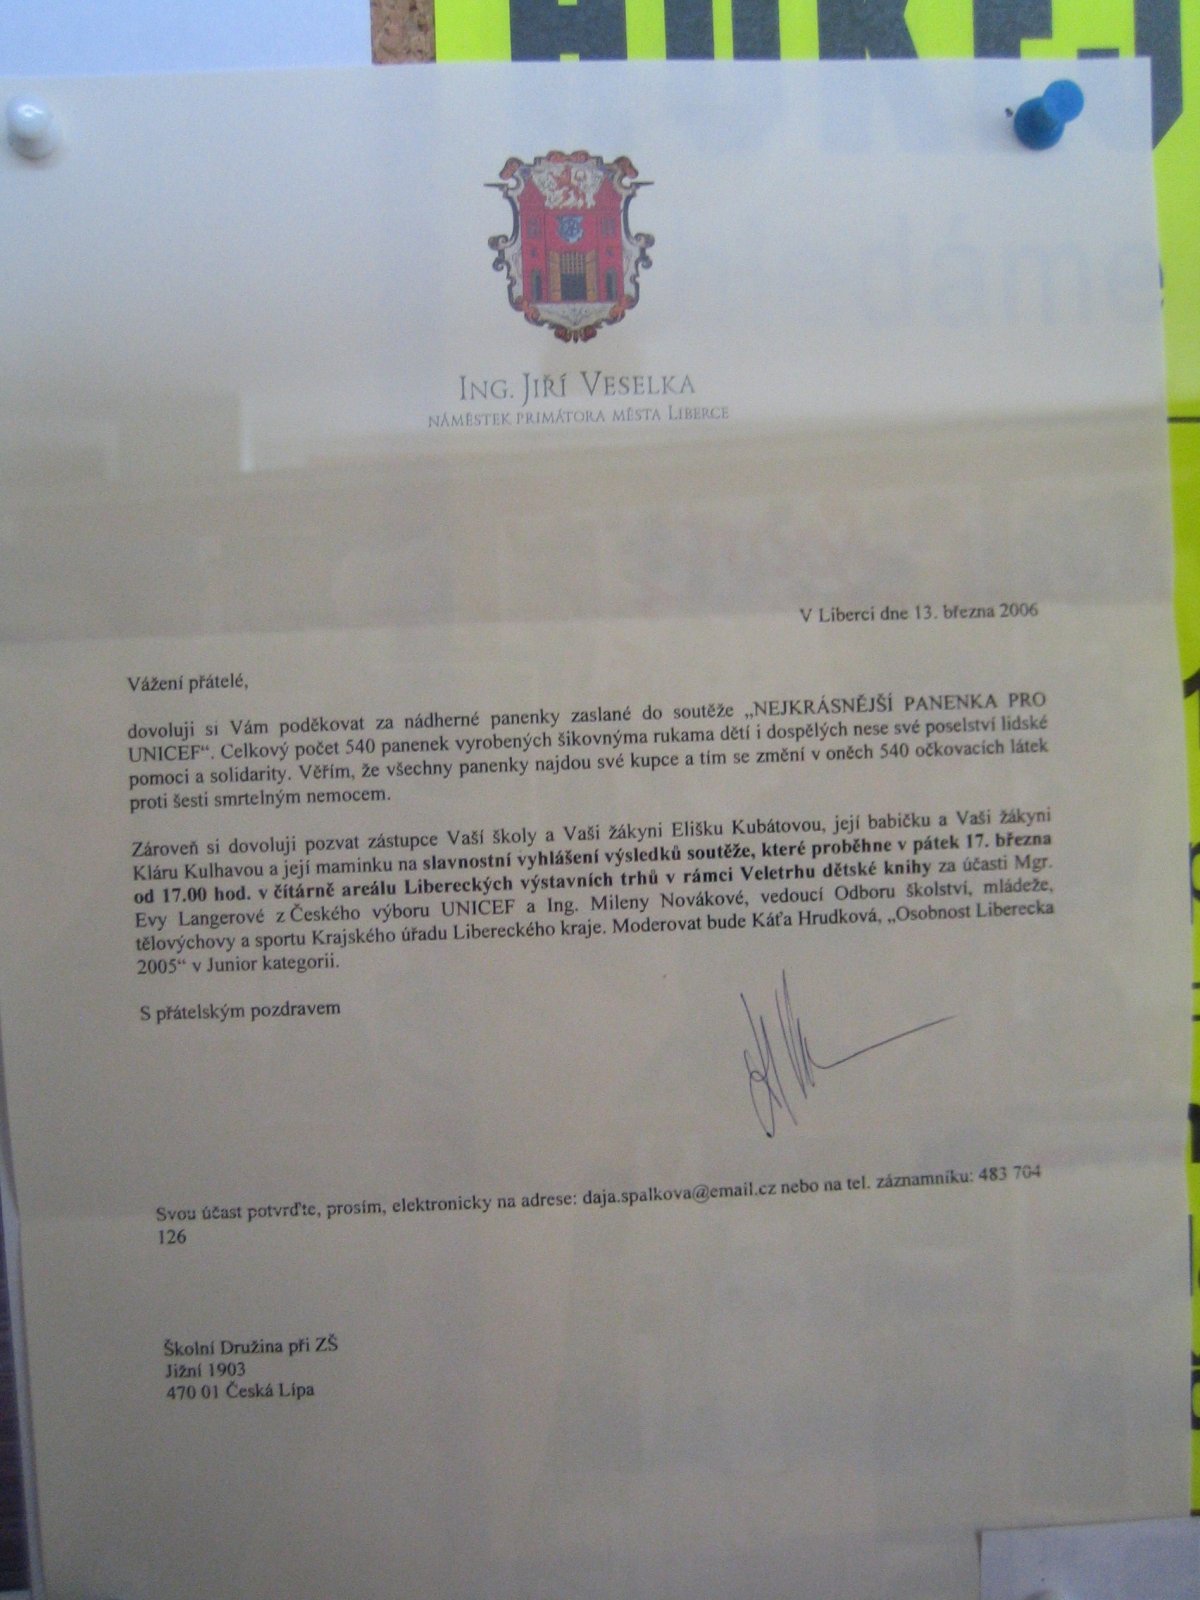 ING. JIŘÍ VESELKA
NÁMĚSTEK PRIMÁTORA MĚSTA LIBERCE
V Liberci dne 13. března 2006
Vážení přátelé,
dovoluji si Vám poděkovat za nádherné panenky zaslané do soutěže „NEJKRÁSNĚJŠÍ PANENKA PRO
UNICEF“. Celkový počet 540 panenek vyrobených šikovnýma rukama dětí i dospělých nese své poselství lidské
pomoci a solidarity. Věřím, že všechny panenky najdou své kupce a tím se změní v oněch 540 očkovacích látek
proti šesti smrtelným nemocem.
Zároveň si dovoluji pozvat zástupce Vaší školy a Vaši žákyni Elišku Kubátovou, její babičku a Vaši žákyni
Kláru Kulhavou a její maminku na slavnostní vyhlášení výsledků soutěže, které proběhne v pátek 17. března
od 17.00 hod. v čítárně areálu Libereckých výstavních trhů v rámci Veletrhu dětské knihy za účasti Mgr.
Evy Langerové z Českého výboru UNICEF a Ing. Mileny Novákové, vedoucí Odboru školství, mládeže,
tělovýchovy a sportu Krajského úřadu Libereckého kraje. Moderovat bude Káťa Hrudková, „Osobnost Liberecka
2005“ v Junior kategorii.
S přátelským pozdravem
Svou účast potvrďte, prosím, elektronicky na adrese: daja.spalkova@email.cz nebo na tel. záznamníku: 483 704
126
Školní Družina při ZŠ
Jižní 1903
470 01 Česká Lípa